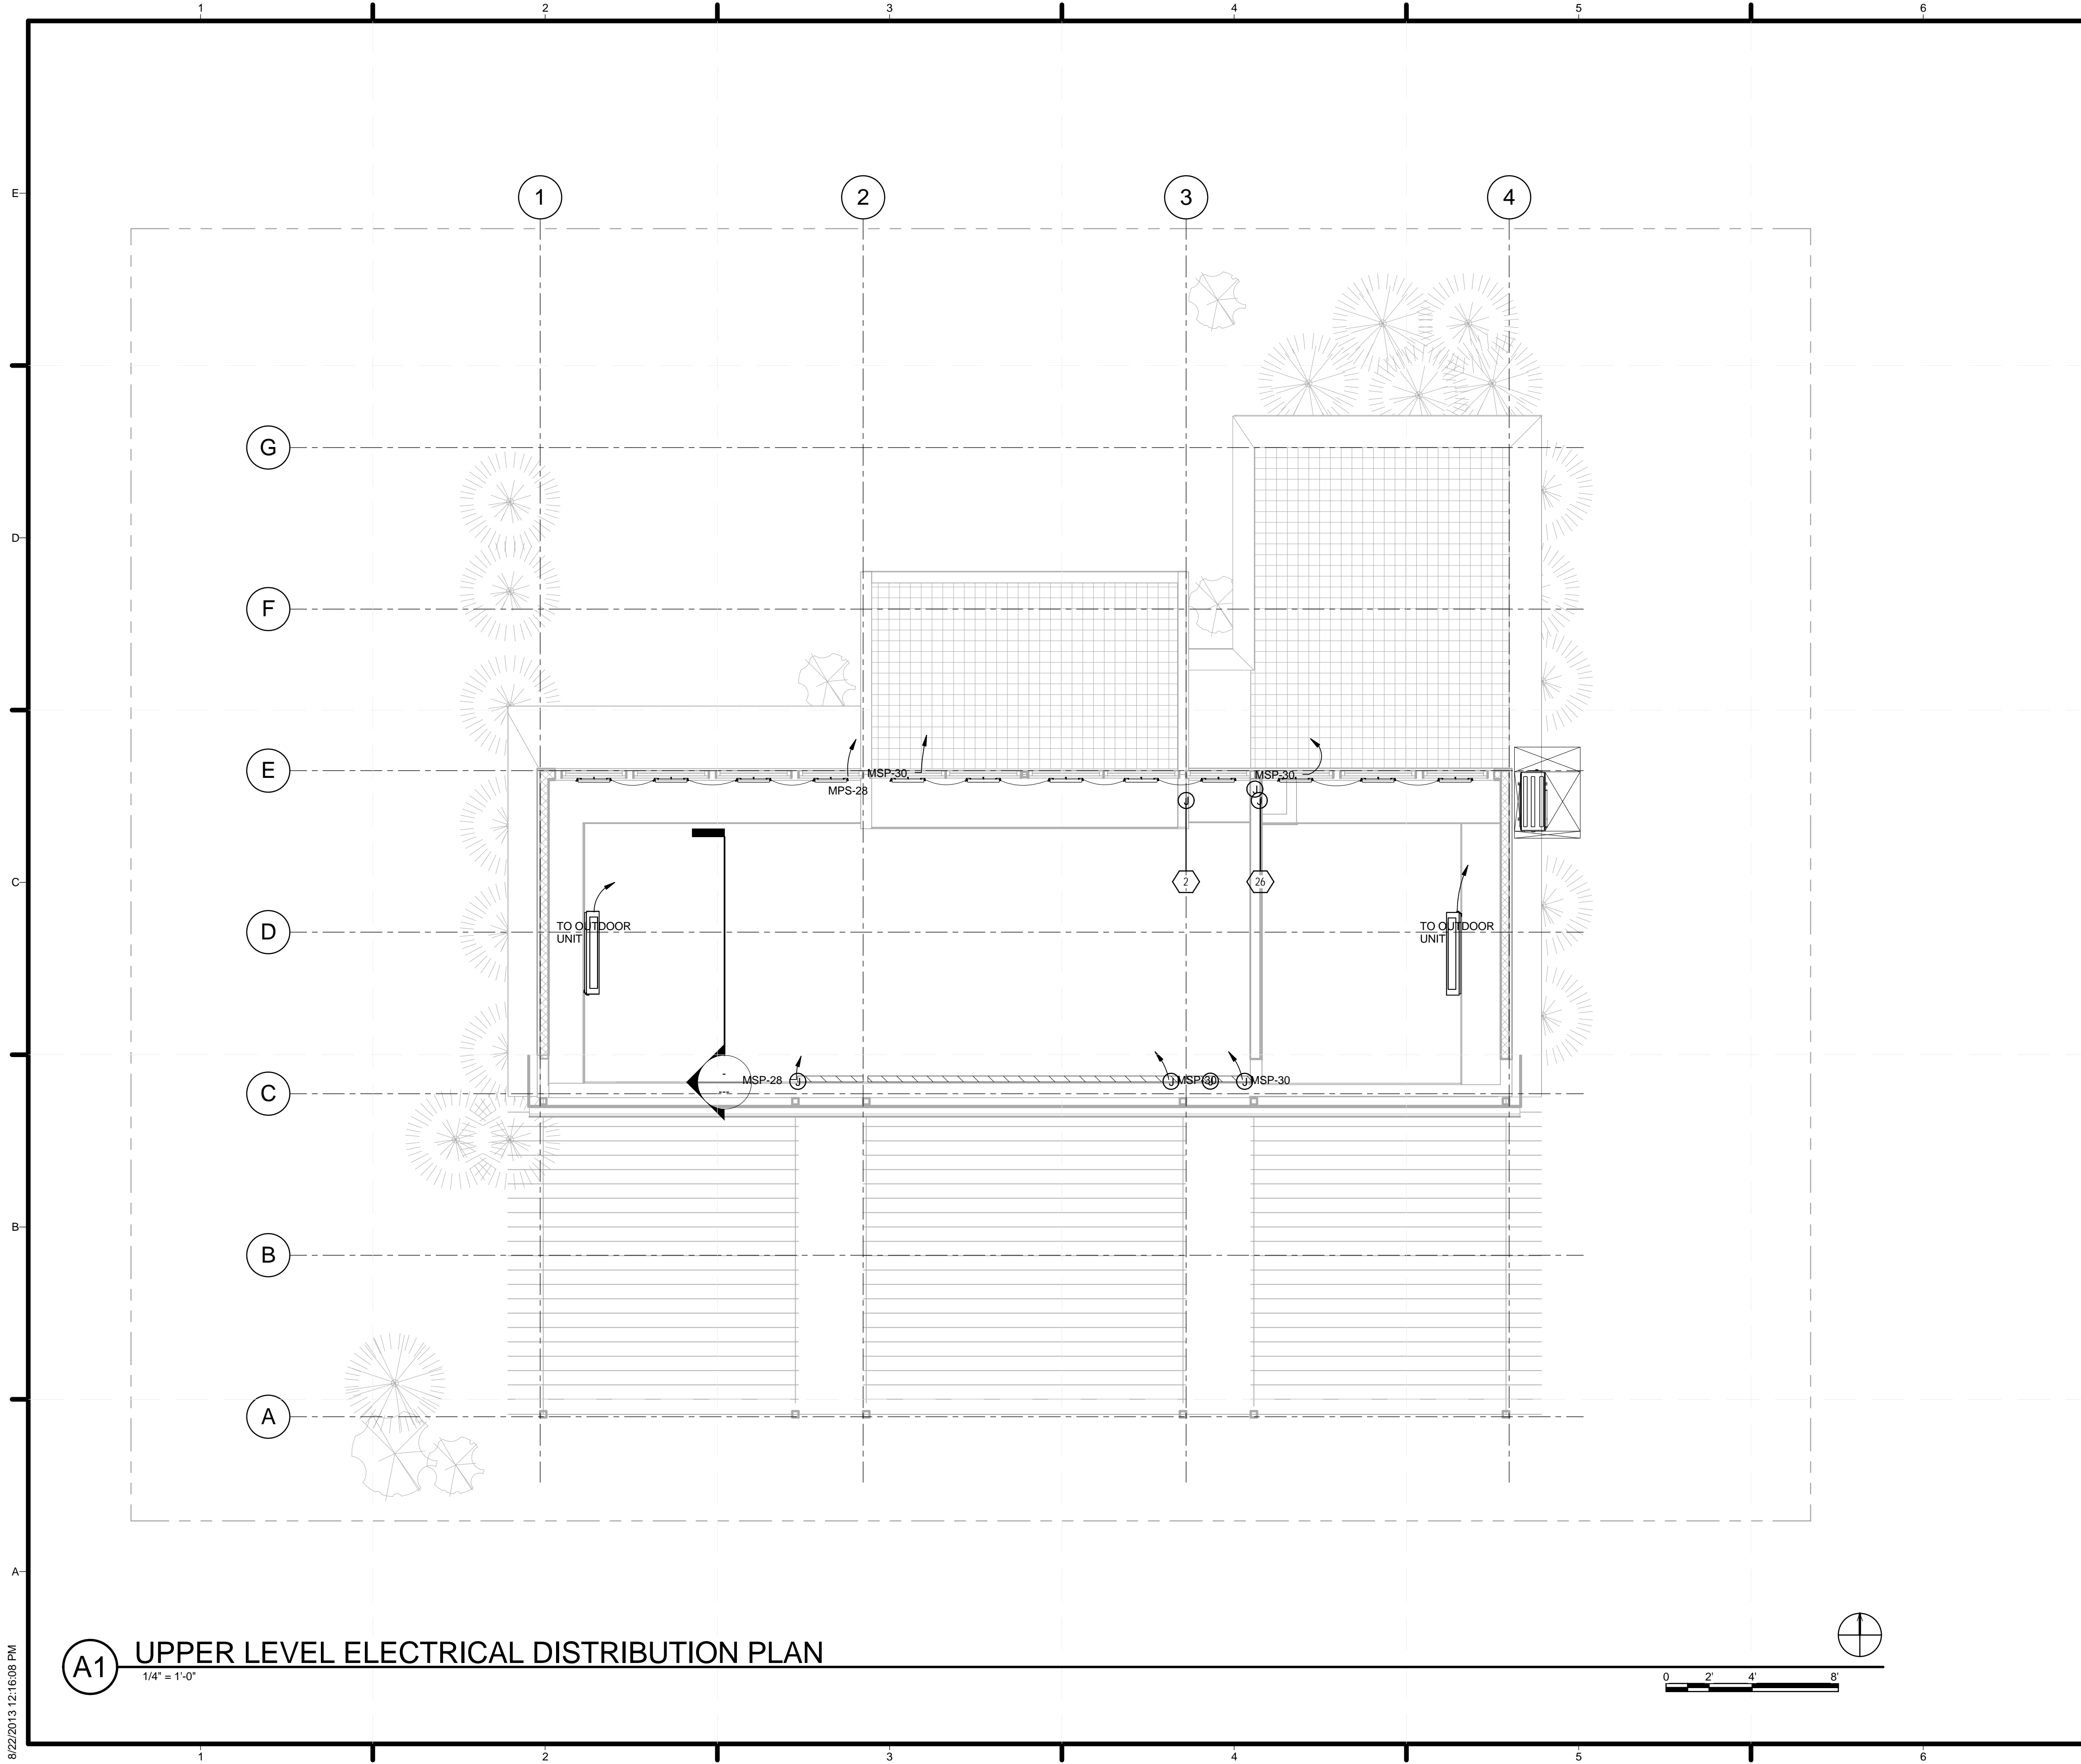 1 2 3 4 5 6
E
1 2 3 4
G
D
F
E
MSP-30
MSP-30
MPS-28
J
J
J
C
2
26
TO OUTDOOR
UNIT
D
TO OUTDOOR
UNIT
-
---
MSP-28
J
J
MSP-30
J
J
MSP-30
C
B
B
A
A
A1
UPPER LEVEL ELECTRICAL DISTRIBUTION PLAN
1/4" = 1'-0"
0 2' 4' 8'
8/22/2013 12:16:08 PM
1 2 3 4 5 6